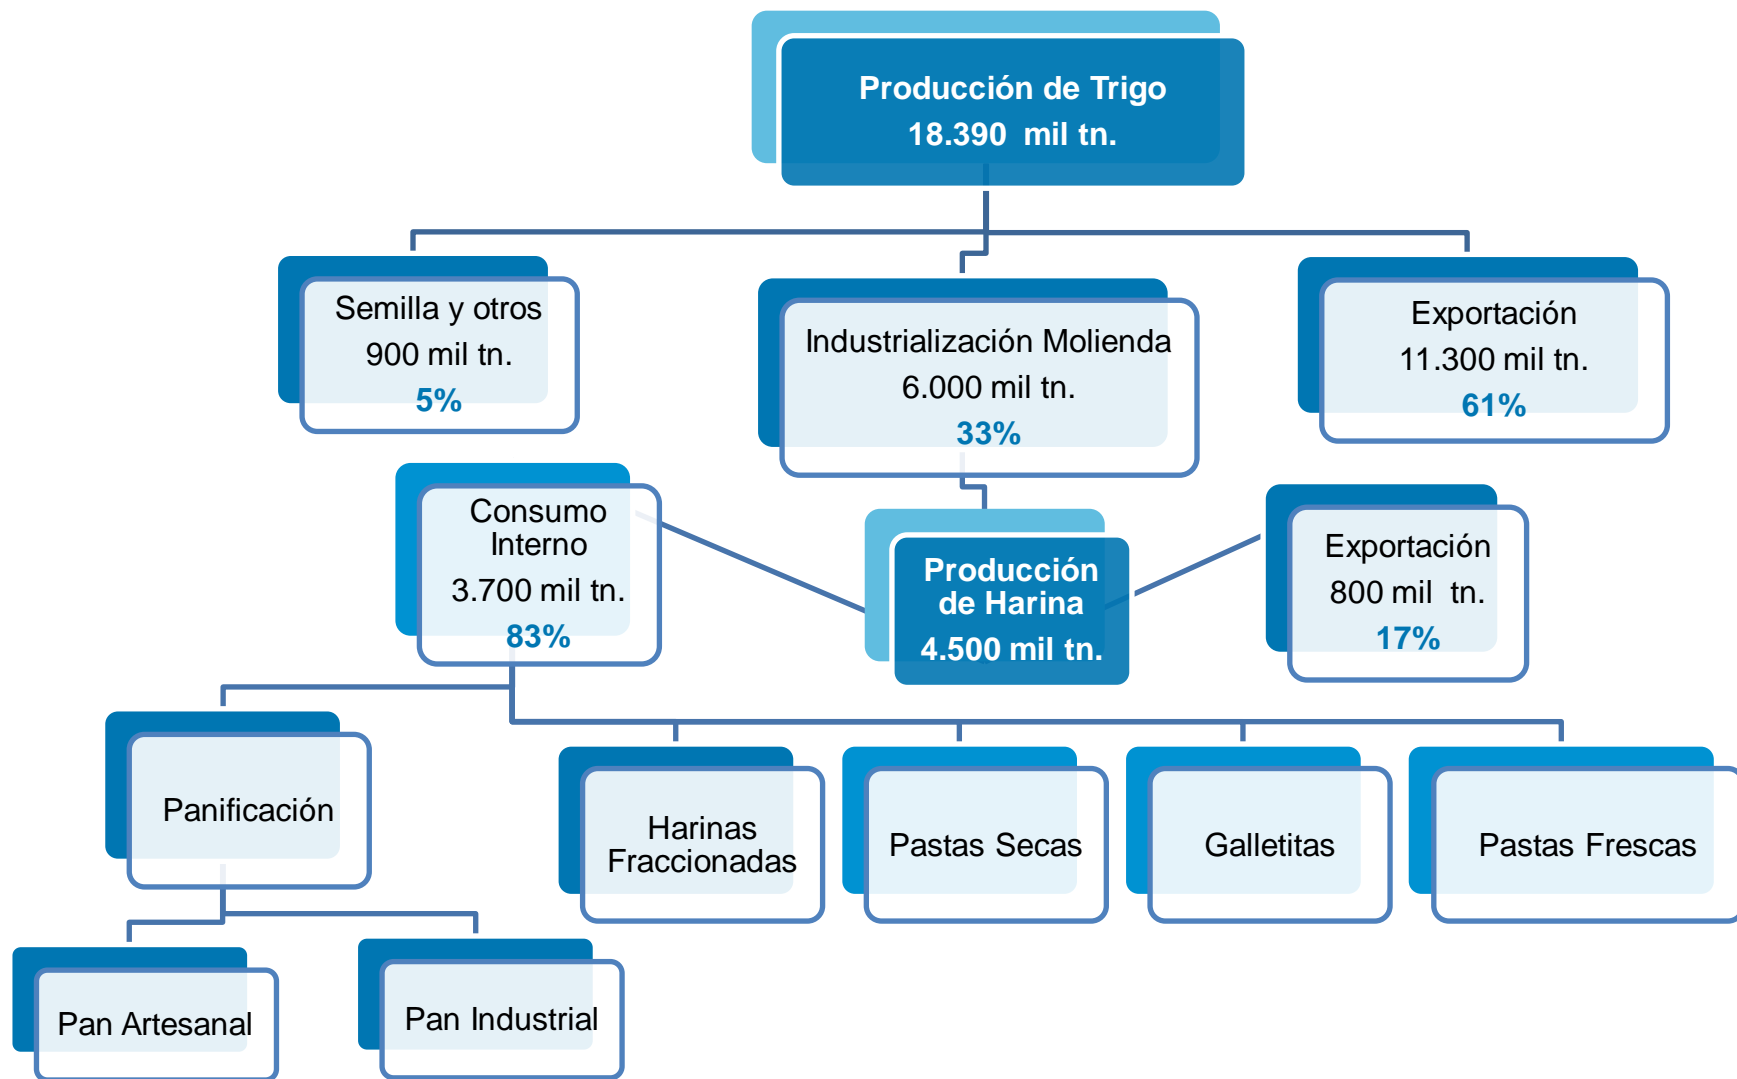 Producción de Trigo
18.390 mil tn.
Semilla y otros
900 mil tn.
5%
Industrialización Molienda
6.000 mil tn.
33%
Exportación
11.300 mil tn.
61%
Consumo
Interno
3.700 mil tn.
83%
Producción
de Harina
4.500 mil tn.
Exportación
800 mil tn.
17%
Panificación
Harinas
Fraccionadas
Pastas Secas
Galletitas
Pastas Frescas
Pan Artesanal
Pan Industrial